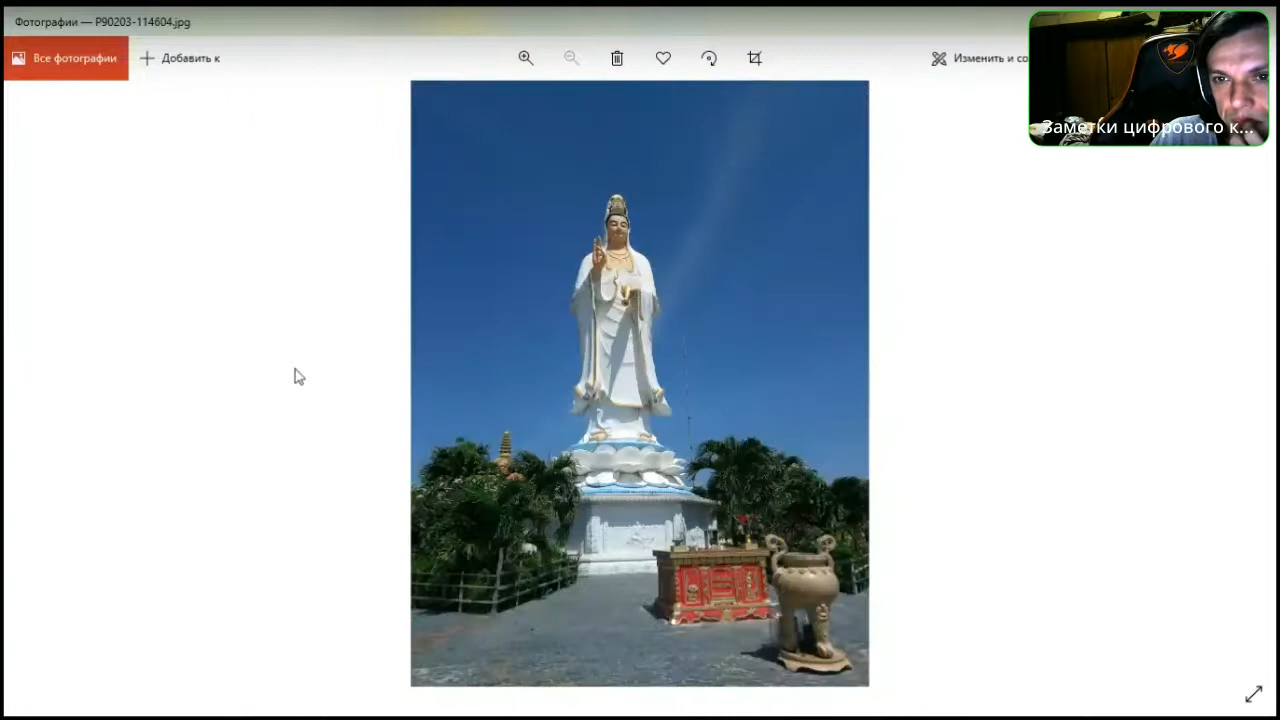 Фотографии — P90203-114604.jpg
Все фотографии
Добавить к
Изменить и со
Заметки цифрового к...